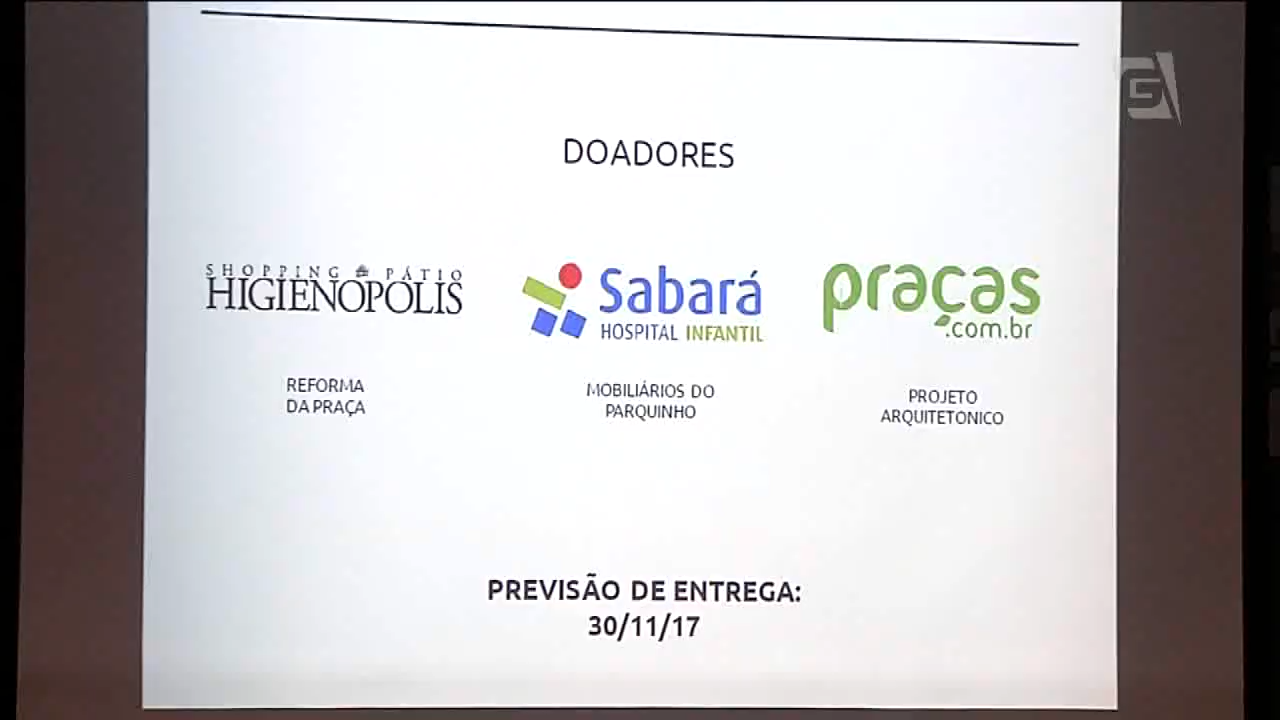 DOADORES
SHOPPING PÁTIO
HIGIENÓPOLIS
Sabará
HOSPITAL INFANTIL
praças
.com.br
REFORMA
DA PRAÇA
MOBILIÁRIOS DO
PARQUINHO
PROJETO
ARQUITETONICO
PREVISÃO DE ENTREGA:
30/11/17